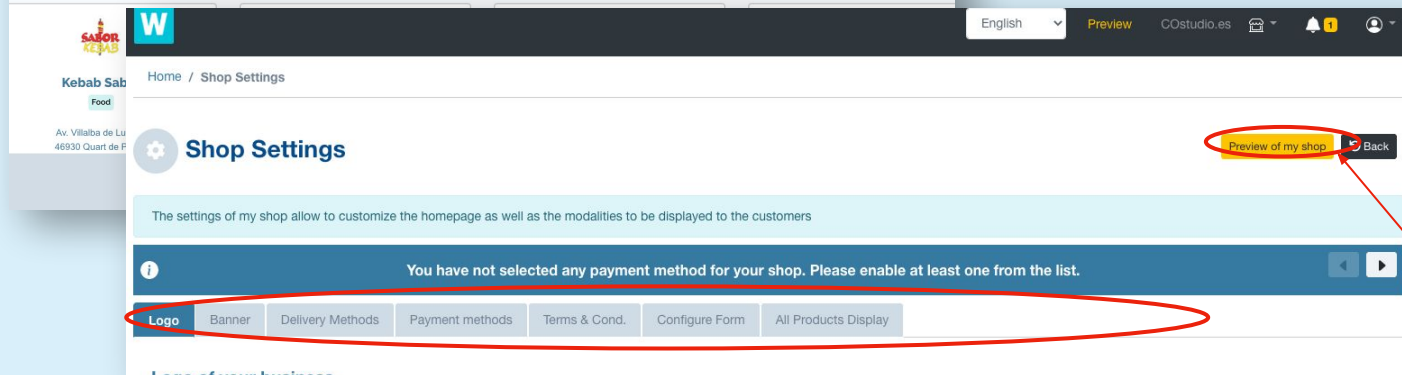 SABOR
KEBAB
Kebab Sab
Food
Av. Villalba de Lu
46930 Quart de P
W
English Preview COstudio.es 1
Home / Shop Settings
Shop Settings
Preview of my shop Back
The settings of my shop allow to customize the homepage as well as the modalities to be displayed to the customers
i You have not selected any payment method for your shop. Please enable at least one from the list.
Logo Banner Delivery Methods Payment methods Terms & Cond. Configure Form All Products Display
Logo of your business